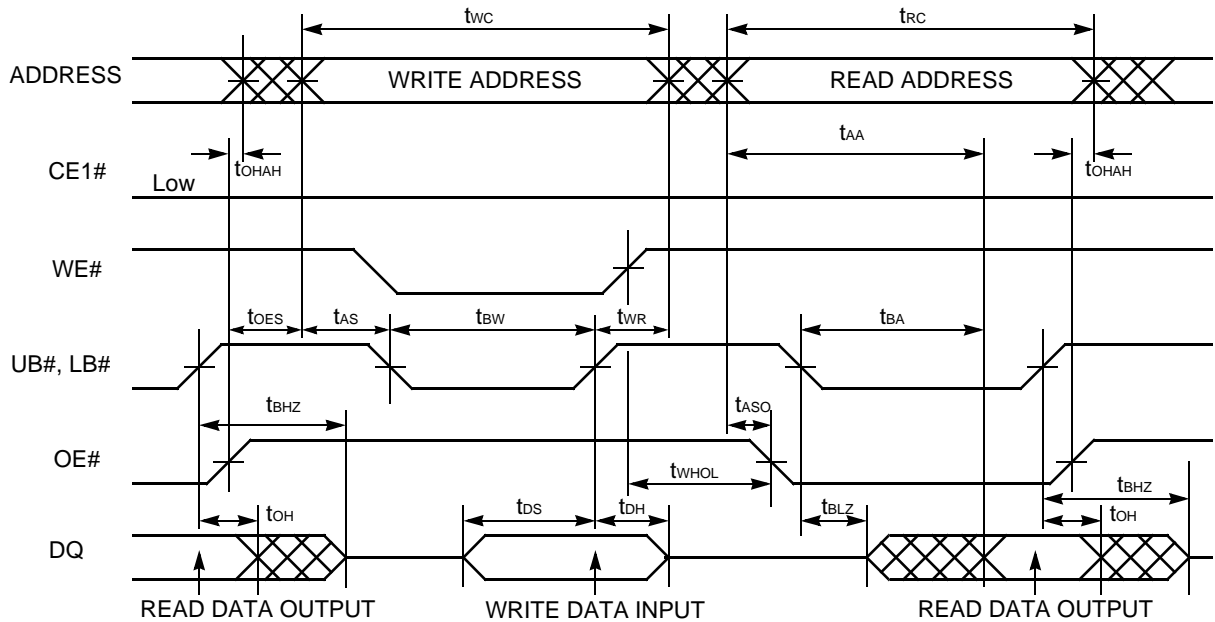 tWC
tRC
ADDRESS
WRITE ADDRESS
READ ADDRESS
tAA
tOHAH
tOHAH
CE1#
Low
WE#
tOES
tAS
tBW
tWR
tBA
UB#, LB#
tBHZ
tASO
OE#
tWHOL
tBHZ
tOH
tDS
tDH
tBLZ
tOH
DQ
READ DATA OUTPUT
WRITE DATA INPUT
READ DATA OUTPUT